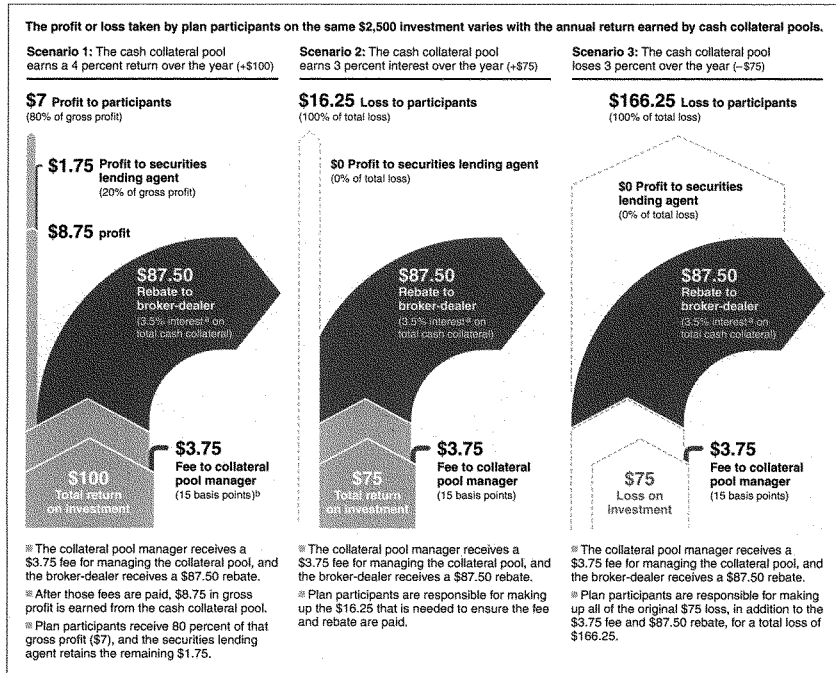 The profit or loss taken by plan participants on the same $2,500 investment varies with the annual return earned by cash collateral pools.
Scenario 1: The cash collateral pool
earns a 4 percent return over the year (+$100)
$7 Profit to participants
(80% of gross profit)
$1.75 Profit to securities
lending agent
(20% of gross profit)
$8.75 profit
$87.50
Rebate to
broker-dealer
(3.5% interest a on
total cash collateral)
$3.75
Fee to collateral
pool manager
(15 basis points)b
$100
Total return
on investment
The collateral pool manager receives a
$3.75 fee for managing the collateral pool, and
the broker-dealer receives a $87.50 rebate.
After those fees are paid, $8.75 in gross
profit is earned from the cash collateral pool.
Plan participants receive 80 percent of that
gross profit ($7), and the securities lending
agent retains the remaining $1.75.
Scenario 2: The cash collateral pool
earns 3 percent interest over the year (+$75)
$16.25 Loss to participants
(100% of total loss)
$0 Profit to securities lending agent
(0% of total loss)
$87.50
Rebate to
broker-dealer
(3.5% interest a on
total cash collateral)
$3.75
Fee to collateral
pool manager
(15 basis points)
$75
Total return
on investment
The collateral pool manager receives a
$3.75 fee for managing the collateral pool, and
the broker-dealer receives a $87.50 rebate.
Plan participants are responsible for making
up the $16.25 that is needed to ensure the fee
and rebate are paid.
Scenario 3: The cash collateral pool
loses 3 percent over the year (–$75)
$166.25 Loss to participants
(100% of total loss)
$0 Profit to securities
lending agent
(0% of total loss)
$87.50
Rebate to
broker-dealer
(3.5% interest a on
total cash collateral)
$3.75
Fee to collateral
pool manager
(15 basis points)
$75
Loss on
investment
The collateral pool manager receives a
$3.75 fee for managing the collateral pool, and
the broker-dealer receives a $87.50 rebate.
Plan participants are responsible for making
up all of the original $75 loss, in addition to the
$3.75 fee and $87.50 rebate, for a total loss of
$166.25.